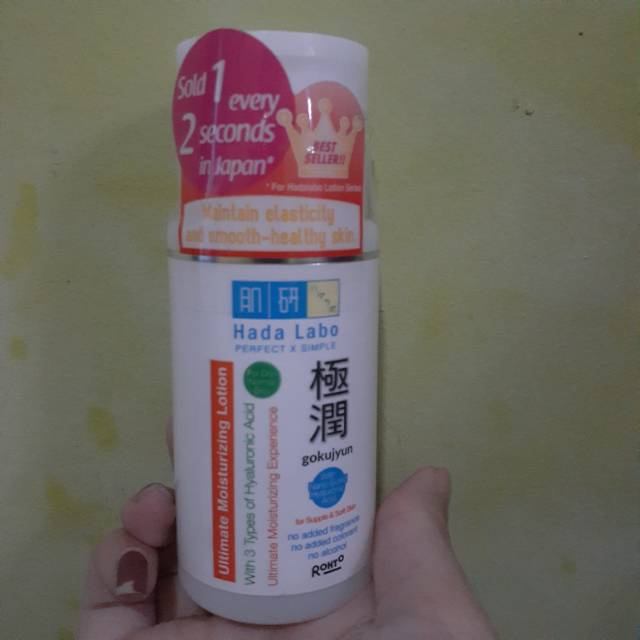 Sold 1 every
2 seconds
in Japan*
BEST
SELLER!!
* For Hadalabo Lotion Series
Maintain elasticity
and smooth-healthy skin
肌研
Hada Labo
PERFECT X SIMPLE
Ultimate Moisturizing Lotion
With 3 Types of Hyaluronic Acid
Ultimate Moisturizing Experience
極潤
gokujyun
for Supple & Soft Skin
no added fragrance
no added colorant
no alcohol
ROHTO